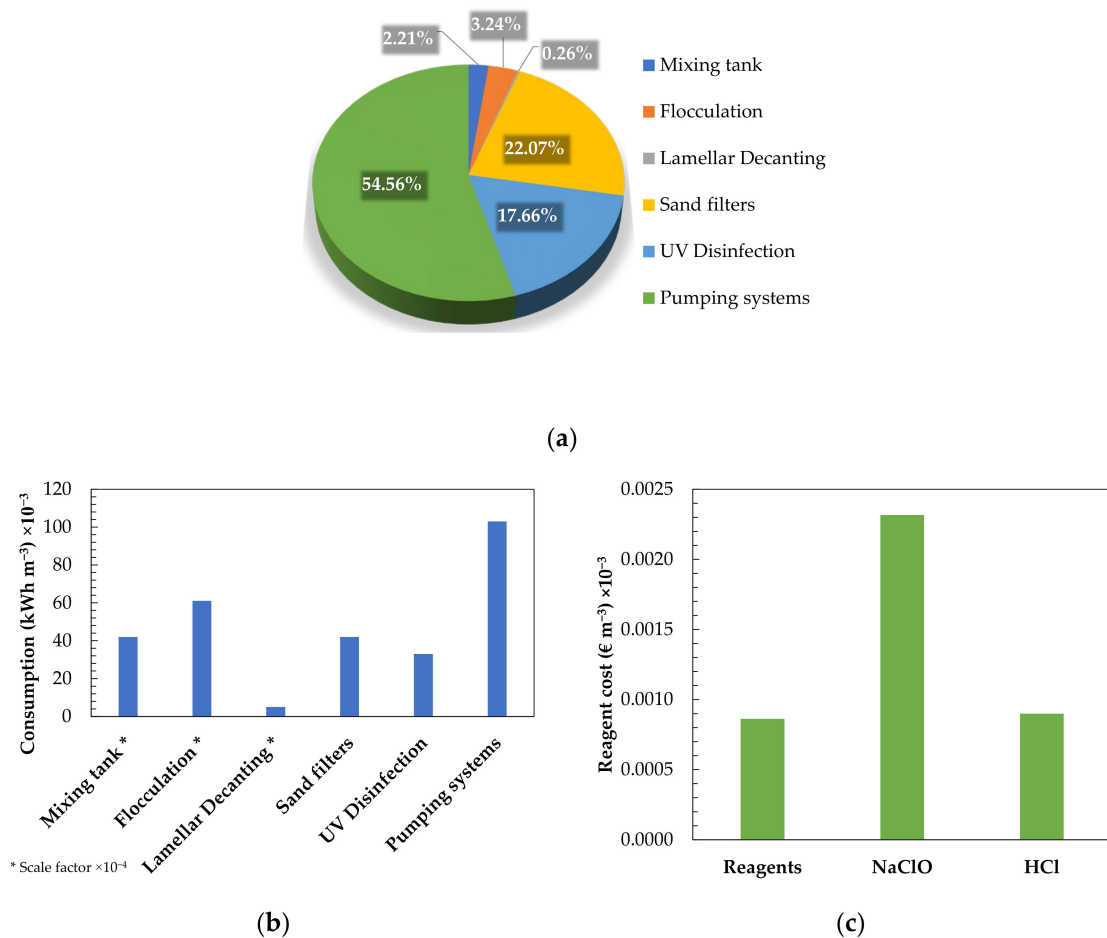 2.21%
3.24%
0.26%
22.07%
54.56%
17.66%
Mixing tank
Flocculation
Lamellar Decanting
Sand filters
UV Disinfection
Pumping systems
(a)
Consumption (kWh m⁻³) ×10⁻³
120
100
80
60
40
20
0
Mixing tank *
Flocculation *
Lamellar Decanting *
Sand filters
UV Disinfection
Pumping systems
* Scale factor ×10⁻⁴
(b)
Reagent cost (€ m⁻³) ×10⁻³
0.0025
0.0020
0.0015
0.0010
0.0005
0.0000
Reagents
NaClO
HCl
(c)